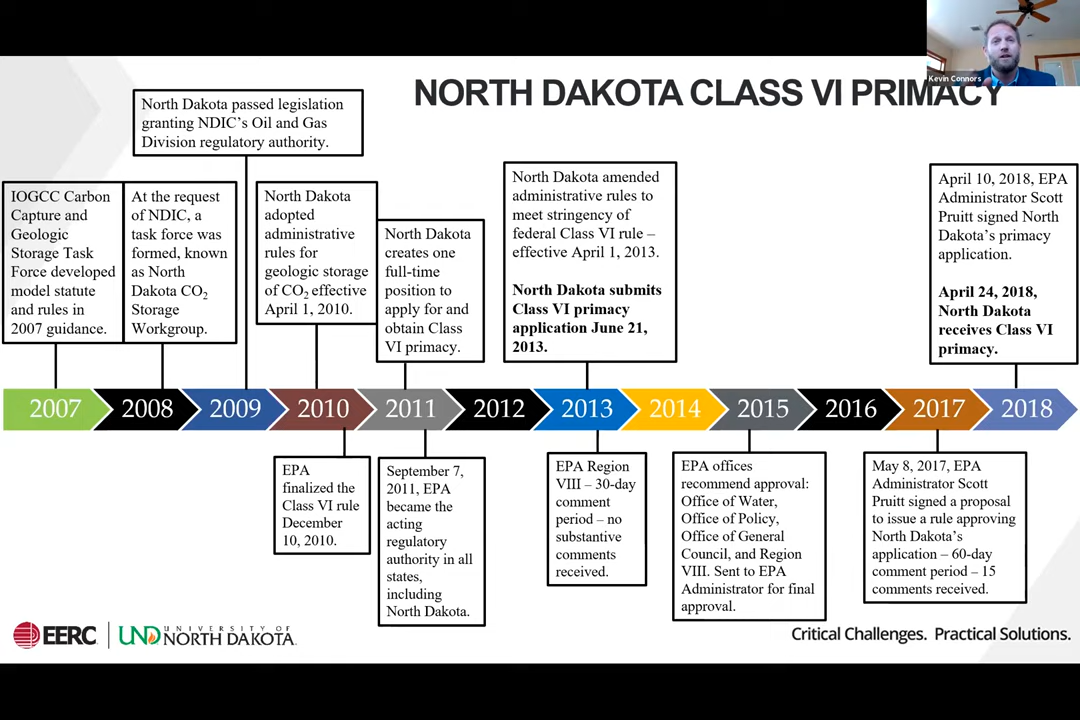 Kevin Connors
NORTH DAKOTA CLASS VI PRIMACY
North Dakota passed legislation
granting NDIC's Oil and Gas
Division regulatory authority.
IOGCC Carbon
Capture and
Geologic
Storage Task
Force developed
model statute
and rules in
2007 guidance.
At the request
of NDIC, a
task force was
formed, known
as North
Dakota CO₂
Storage
Workgroup.
North Dakota
adopted
administrative
rules for
geologic storage
of CO₂ effective
April 1, 2010.
North Dakota
creates one
full-time
position to
apply for and
obtain Class
VI primacy.
North Dakota amended
administrative rules to
meet stringency of
federal Class VI rule –
effective April 1, 2013.
North Dakota submits
Class VI primacy
application June 21,
2013.
April 10, 2018, EPA
Administrator Scott
Pruitt signed North
Dakota's primacy
application.
April 24, 2018,
North Dakota
receives Class VI
primacy.
2007 2008 2009 2010 2011 2012 2013 2014 2015 2016 2017 2018
EPA
finalized the
Class VI rule
December
10, 2010.
September 7,
2011, EPA
became the
acting
regulatory
authority in all
states,
including
North Dakota.
EPA Region
VIII – 30-day
comment
period – no
substantive
comments
received.
EPA offices
recommend approval:
Office of Water,
Office of Policy,
Office of General
Council, and Region
VIII. Sent to EPA
Administrator for final
approval.
May 8, 2017, EPA
Administrator Scott
Pruitt signed a proposal
to issue a rule approving
North Dakota's
application – 60-day
comment period – 15
comments received.
EERC
UND UNIVERSITY OF
NORTH DAKOTA
Critical Challenges. Practical Solutions.